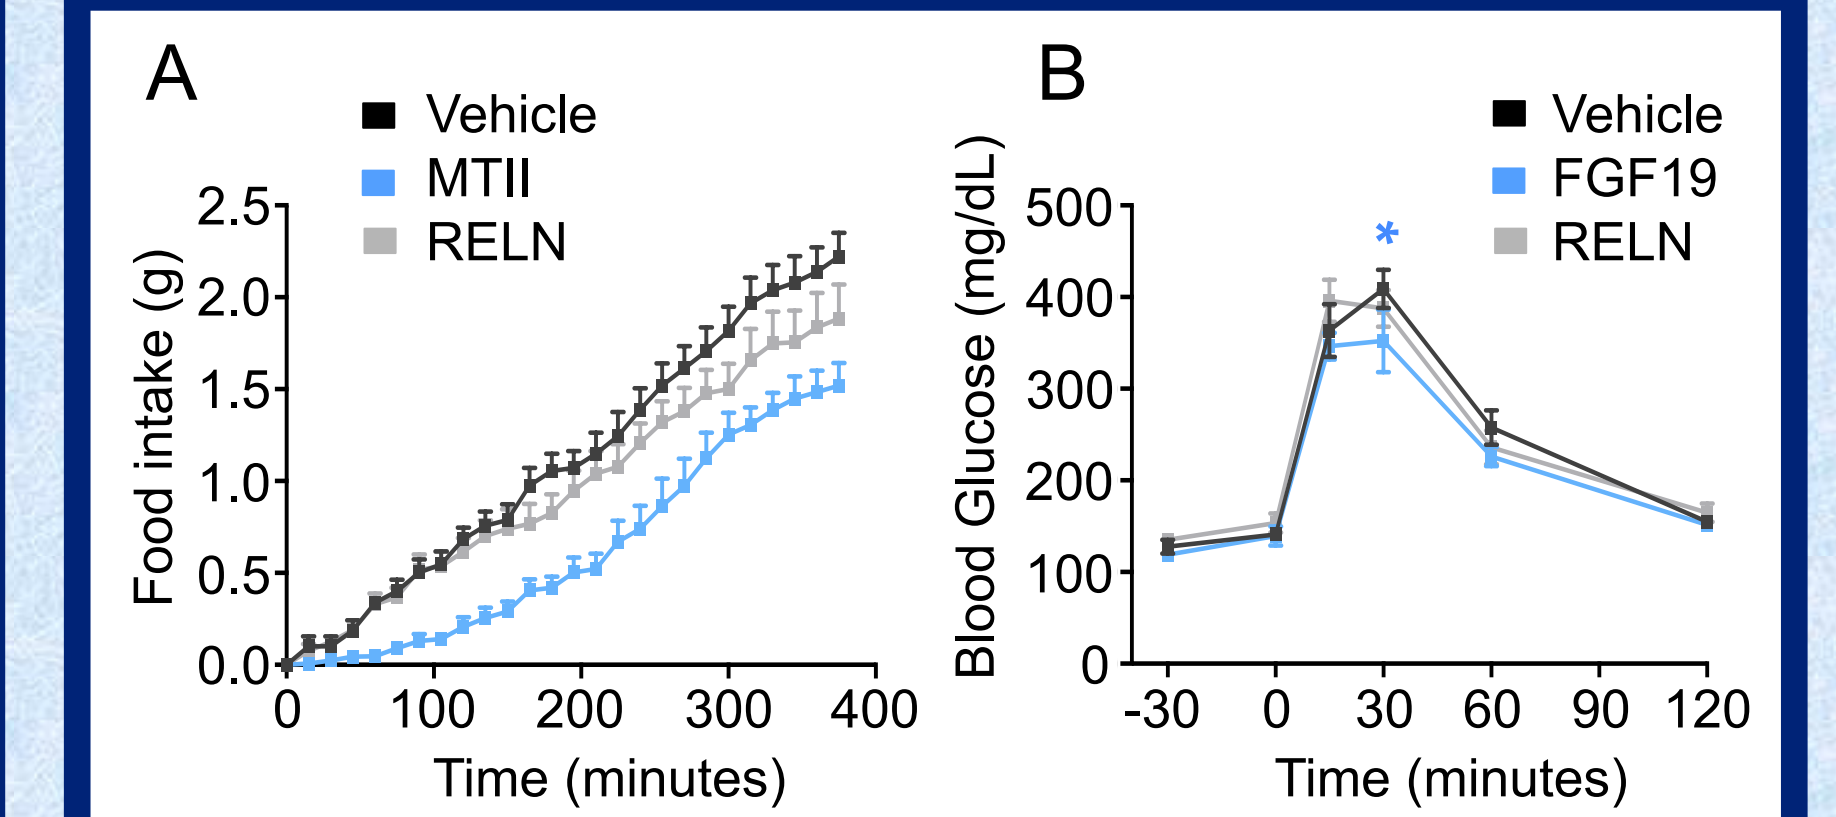 A
Vehicle
MTII
RELN
Food intake (g)
2.5
2.0
1.5
1.0
0.5
0.0
0 100 200 300 400
Time (minutes)
B
Vehicle
FGF19
RELN
Blood Glucose (mg/dL)
500
400
300
200
100
0
*
-30 0 30 60 90 120
Time (minutes)